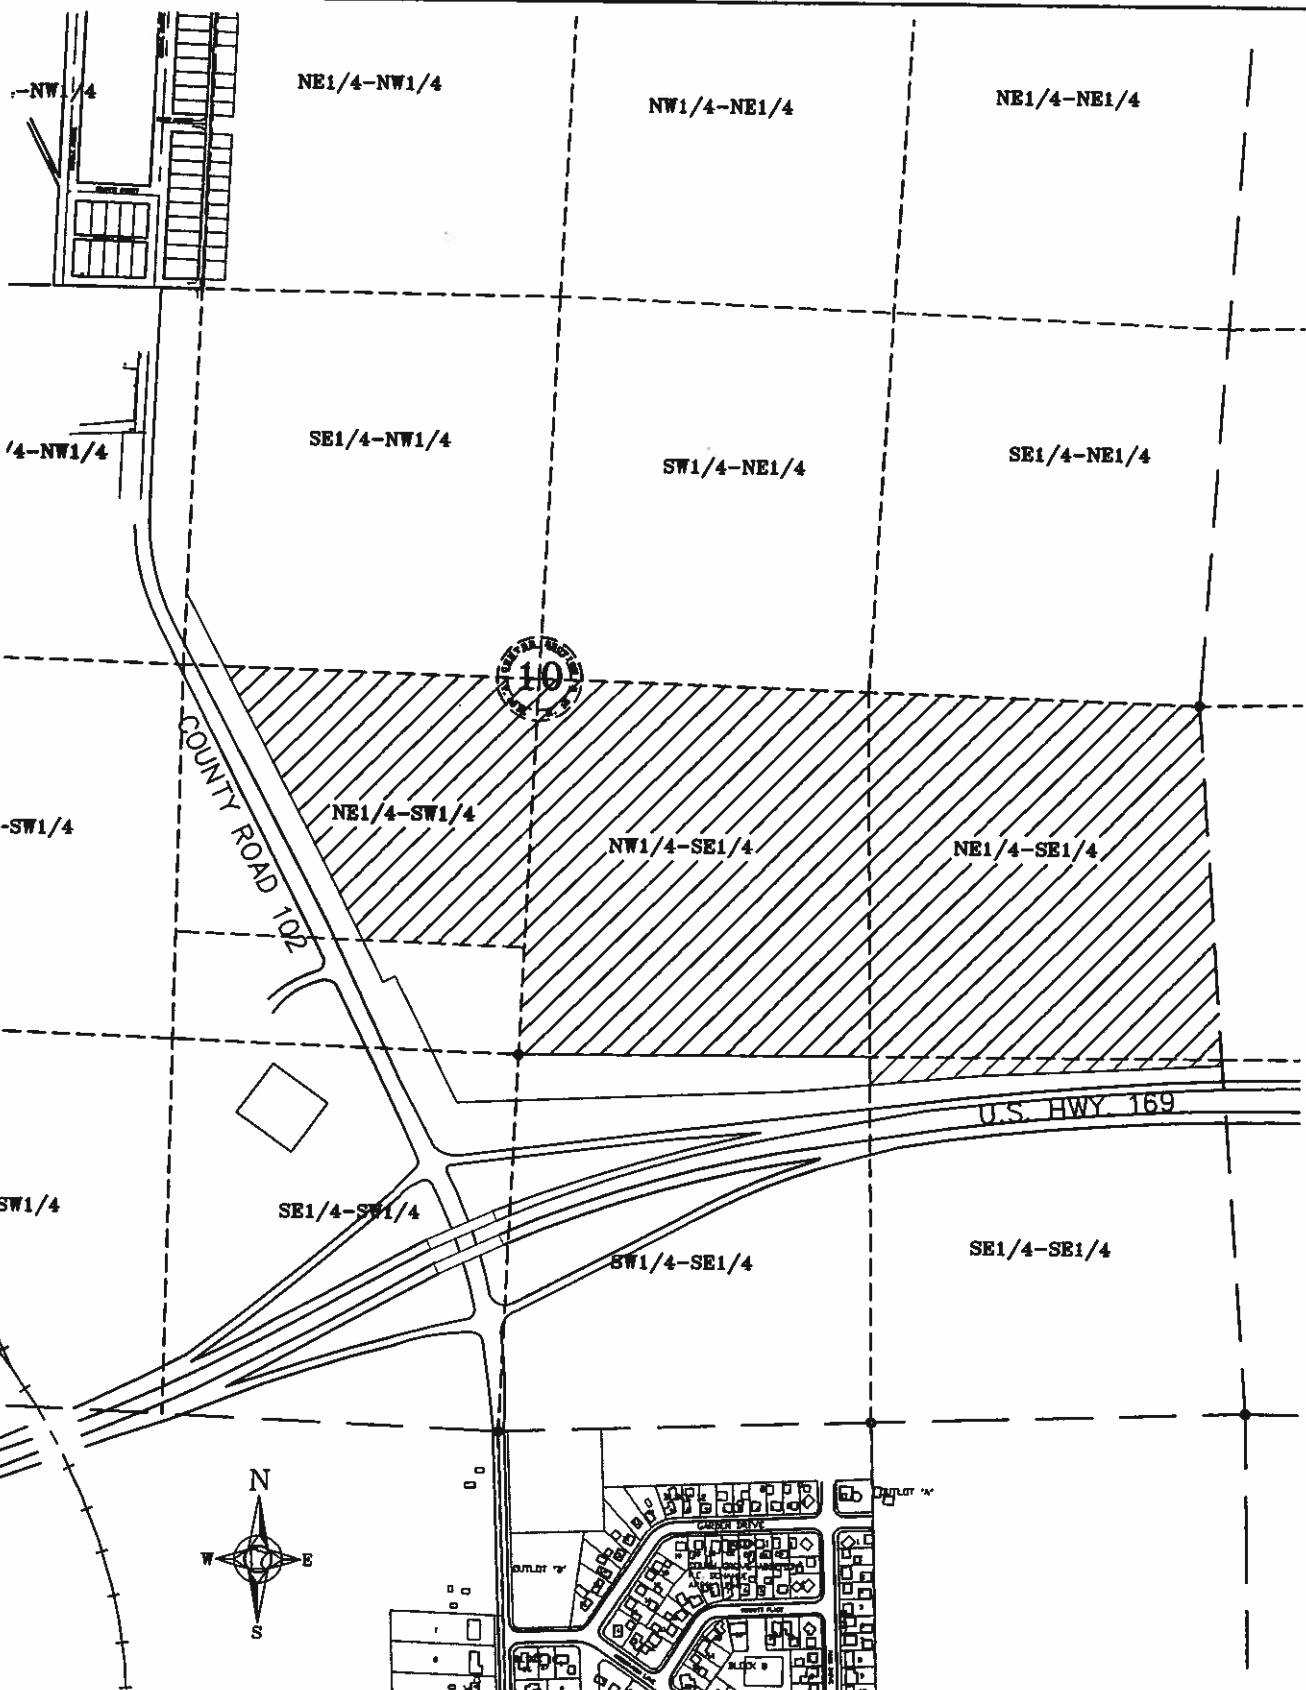 -NW1/4
NE1/4-NW1/4
NW1/4-NE1/4
NE1/4-NE1/4
/4-NW1/4
SE1/4-NW1/4
SW1/4-NE1/4
SE1/4-NE1/4
10
COUNTY ROAD 102
-SW1/4
NE1/4-SW1/4
NW1/4-SE1/4
NE1/4-SE1/4
U.S. HWY. 169
SW1/4
SE1/4-SW1/4
SW1/4-SE1/4
SE1/4-SE1/4
N
W
E
S
OUTLOT "A"
GARDEN DRIVE
OUTLOT "B"
BLOCK